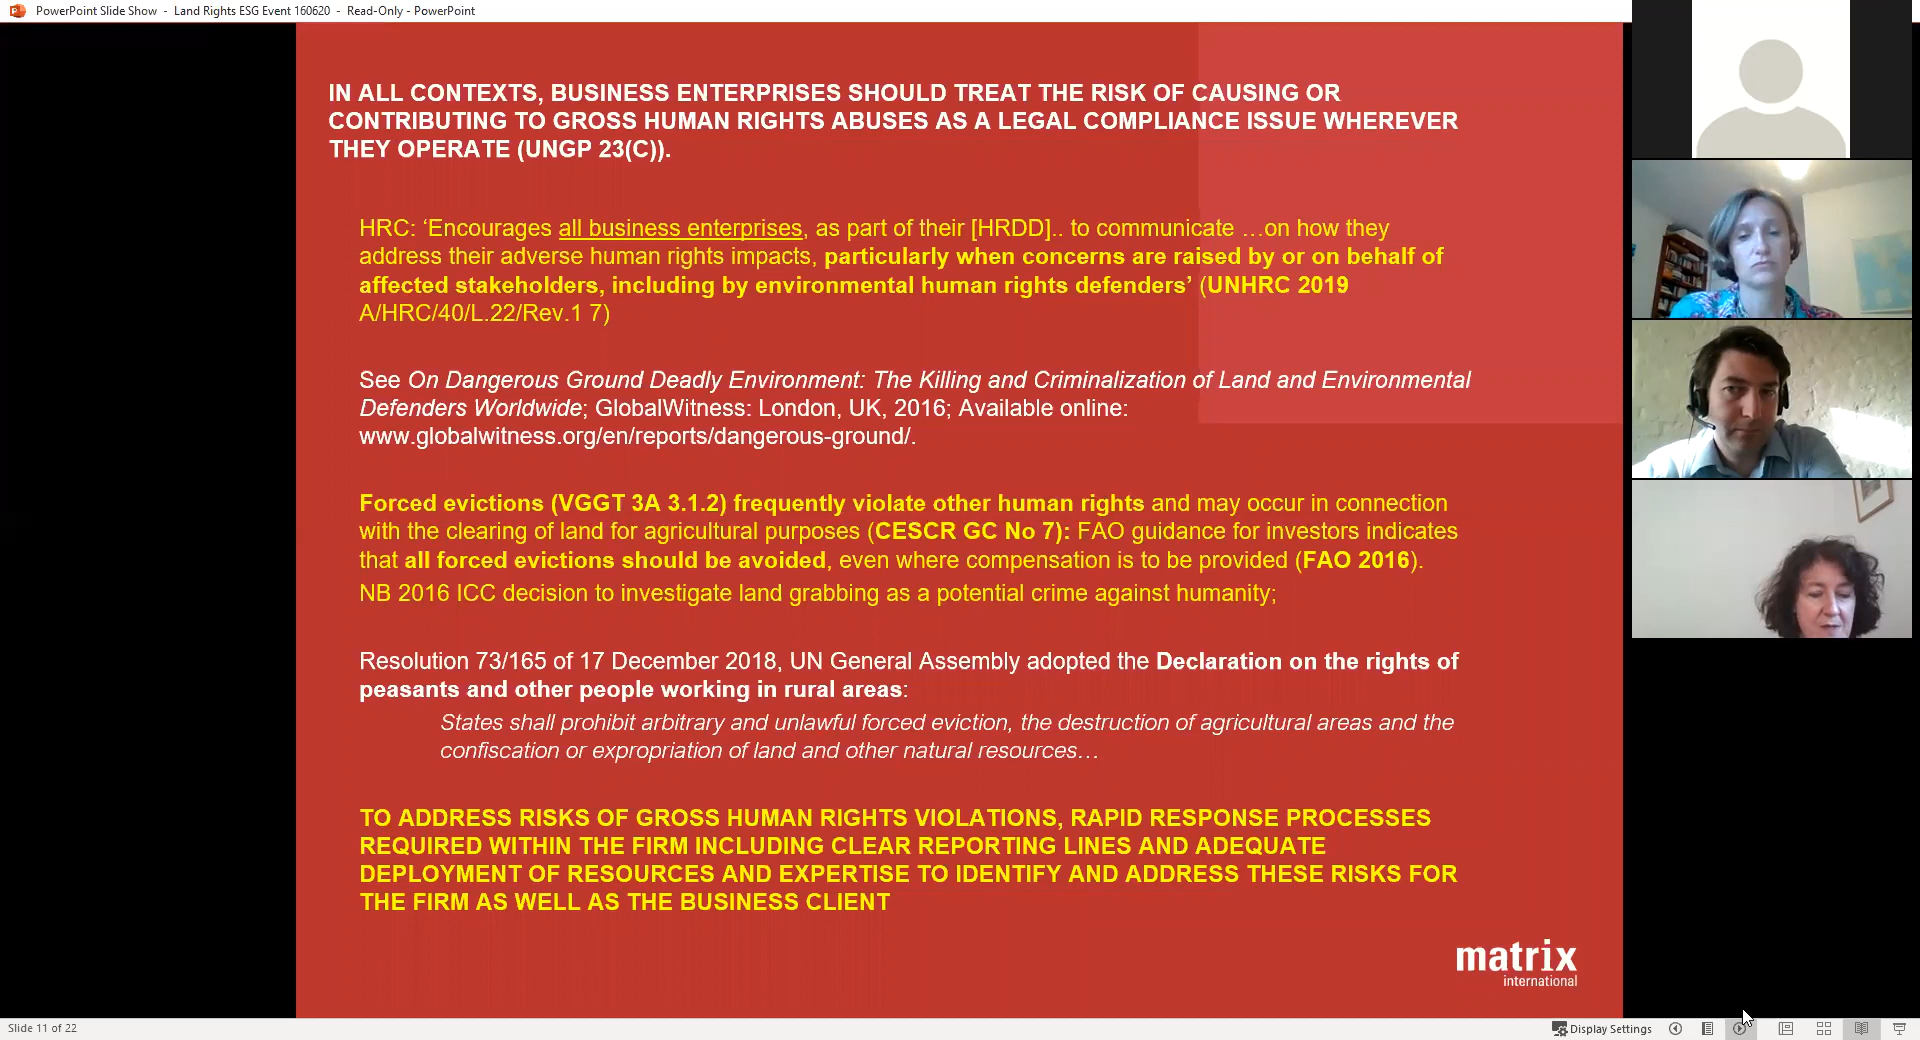 PowerPoint Slide Show - Land Rights ESG Event 160620 - Read-Only - PowerPoint
IN ALL CONTEXTS, BUSINESS ENTERPRISES SHOULD TREAT THE RISK OF CAUSING OR
CONTRIBUTING TO GROSS HUMAN RIGHTS ABUSES AS A LEGAL COMPLIANCE ISSUE WHEREVER
THEY OPERATE (UNGP 23(C)).
HRC: ‘Encourages all business enterprises, as part of their [HRDD].. to communicate …on how they
address their adverse human rights impacts, particularly when concerns are raised by or on behalf of
affected stakeholders, including by environmental human rights defenders’ (UNHRC 2019
A/HRC/40/L.22/Rev.1 7)
See On Dangerous Ground Deadly Environment: The Killing and Criminalization of Land and Environmental
Defenders Worldwide; GlobalWitness: London, UK, 2016; Available online:
www.globalwitness.org/en/reports/dangerous-ground/.
Forced evictions (VGGT 3A 3.1.2) frequently violate other human rights and may occur in connection
with the clearing of land for agricultural purposes (CESCR GC No 7): FAO guidance for investors indicates
that all forced evictions should be avoided, even where compensation is to be provided (FAO 2016).
NB 2016 ICC decision to investigate land grabbing as a potential crime against humanity;
Resolution 73/165 of 17 December 2018, UN General Assembly adopted the Declaration on the rights of
peasants and other people working in rural areas:
States shall prohibit arbitrary and unlawful forced eviction, the destruction of agricultural areas and the
confiscation or expropriation of land and other natural resources…
TO ADDRESS RISKS OF GROSS HUMAN RIGHTS VIOLATIONS, RAPID RESPONSE PROCESSES
REQUIRED WITHIN THE FIRM INCLUDING CLEAR REPORTING LINES AND ADEQUATE
DEPLOYMENT OF RESOURCES AND EXPERTISE TO IDENTIFY AND ADDRESS THESE RISKS FOR
THE FIRM AS WELL AS THE BUSINESS CLIENT
matrix
international
Slide 11 of 22
Display Settings